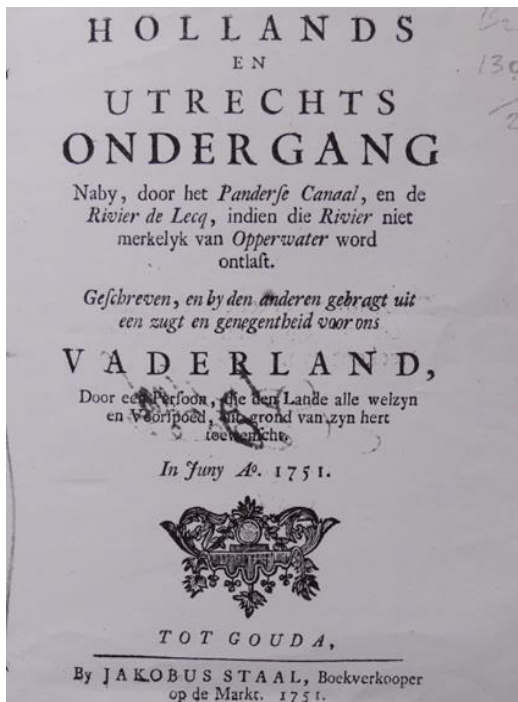 HOLLANDS
EN
UTRECHTS
ONDERGANG
Naby, door het Panderſe Canaal, en de
Rivier de Lecq, indien die Rivier niet
merkelyk van Opperwater word
ontlaſt.
Geſchreven, en by den anderen gebragt uit
een zugt en genegentheid voor ons
VADERLAND,
Door een Perſoon, die den Lande alle welzyn
en Voorſpoed, uit grond van zyn hert
toewenſcht.
In Juny Aº. 1751.
TOT GOUDA,
By JAKOBUS STAAL, Boekverkooper
op de Markt. 1751.